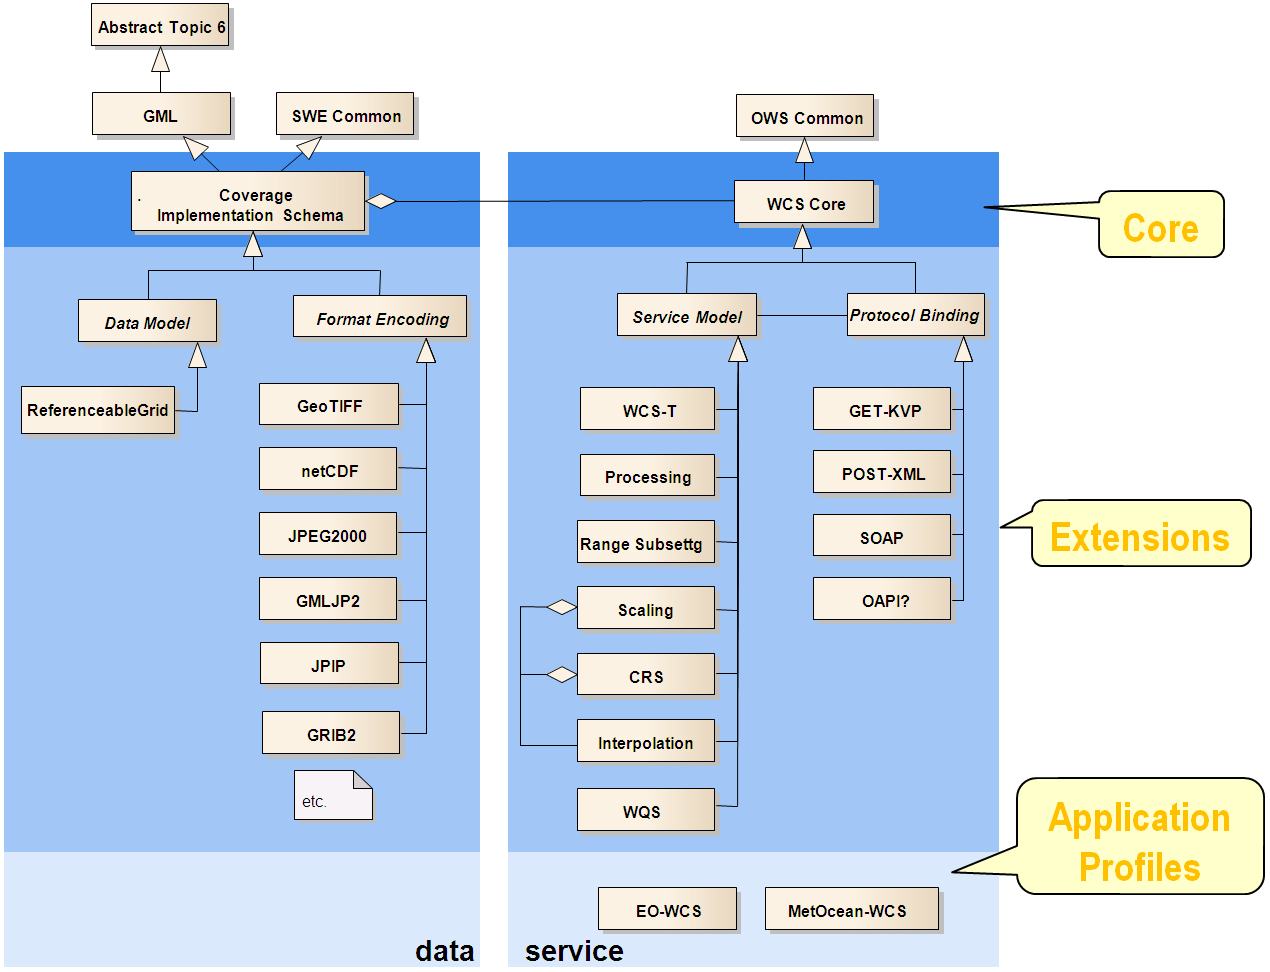 Abstract Topic 6
GML
SWE Common
OWS Common
Coverage
Implementation Schema
WCS Core
Core
Data Model
Format Encoding
Service Model
Protocol Binding
ReferenceableGrid
GeoTIFF
netCDF
JPEG2000
GMLJP2
JPIP
GRIB2
etc.
WCS-T
Processing
Range Subsettg
Scaling
CRS
Interpolation
WQS
GET-KVP
POST-XML
SOAP
OAPI?
Extensions
Application
Profiles
EO-WCS
MetOcean-WCS
data
service